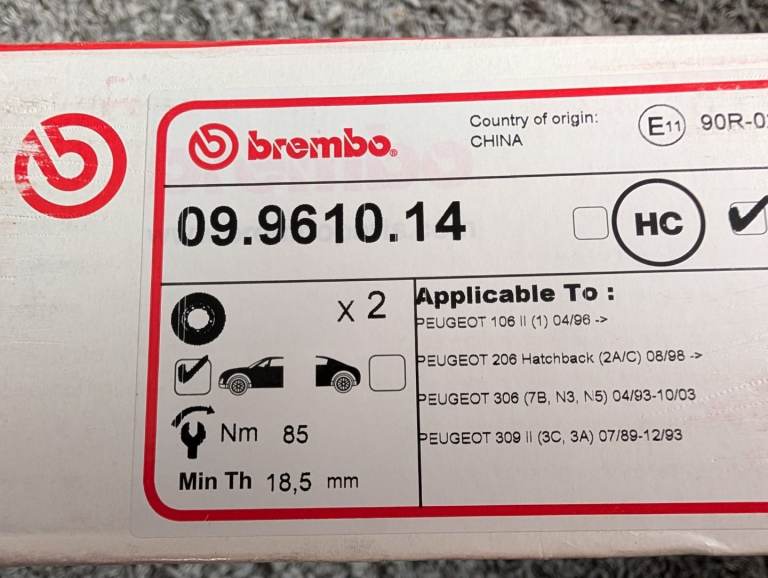 brembo®
Country of origin:
CHINA
E11
90R-0
09.9610.14
HC
x 2
Applicable To :
PEUGEOT 106 II (1) 04/96 ->
PEUGEOT 206 Hatchback (2A/C) 08/98 ->
PEUGEOT 306 (7B, N3, N5) 04/93-10/03
PEUGEOT 309 II (3C, 3A) 07/89-12/93
Nm 85
Min Th 18,5 mm